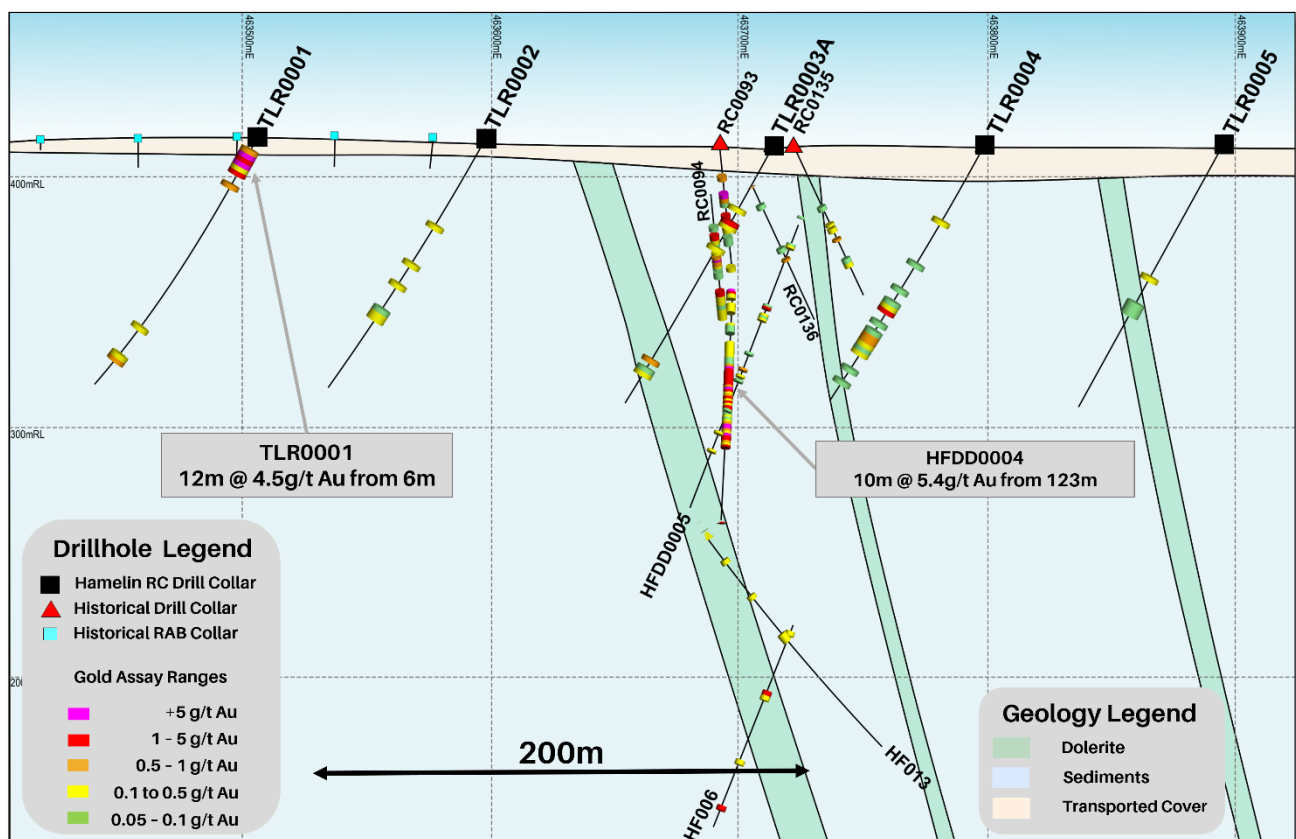 463500mE
463600mE
463700mE
463800mE
463900mE
TLR0001
TLR0002
RC0093
TLR0003A
RC0135
TLR0004
TLR0005
400mRL
RC0094
RC0136
300mRL
TLR0001
12m @ 4.5g/t Au from 6m
HFDD0004
10m @ 5.4g/t Au from 123m
HFDD0005
Drillhole Legend
Hamelin RC Drill Collar
Historical Drill Collar
Historical RAB Collar
Gold Assay Ranges
+5 g/t Au
1 - 5 g/t Au
0.5 - 1 g/t Au
0.1 to 0.5 g/t Au
0.05 - 0.1 g/t Au
200m
HF013
HF006
Geology Legend
Dolerite
Sediments
Transported Cover